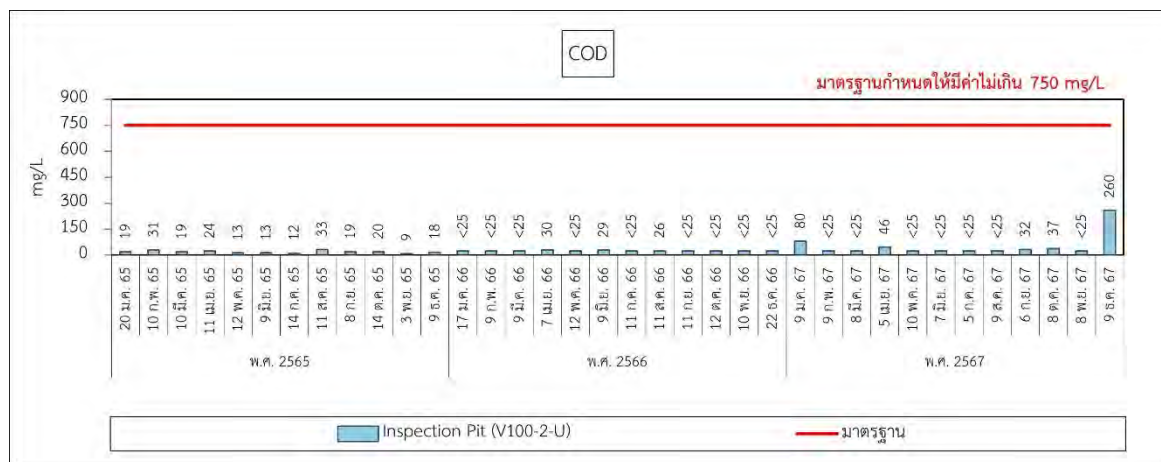 COD
มาตรฐานกำหนดให้มีค่าไม่เกิน 750 mg/L
900
750
600
450
300
150
0
mg/L
19 31 19 24 13 13 12 33 19 20 9 18 <25 <25 <25 30 <25 29 <25 26 <25 <25 <25 <25 80 <25 <25 46 <25 <25 <25 <25 32 37 <25 260
20 ม.ค. 65 10 ก.พ. 65 10 มี.ค. 65 11 เม.ย. 65 12 พ.ค. 65 9 มิ.ย. 65 14 ก.ค. 65 11 ส.ค. 65 8 ก.ย. 65 14 ต.ค. 65 3 พ.ย. 65 9 ธ.ค. 65 17 ม.ค. 66 9 ก.พ. 66 9 มี.ค. 66 7 เม.ย. 66 12 พ.ค. 66 9 มิ.ย. 66 11 ก.ค. 66 11 ส.ค. 66 11 ก.ย. 66 12 ต.ค. 66 10 พ.ย. 66 22 ธ.ค. 66 9 ม.ค. 67 9 ก.พ. 67 8 มี.ค. 67 5 เม.ย. 67 10 พ.ค. 67 7 มิ.ย. 67 5 ก.ค. 67 9 ส.ค. 67 6 ก.ย. 67 8 ต.ค. 67 8 พ.ย. 67 9 ธ.ค. 67
พ.ศ. 2565 พ.ศ. 2566 พ.ศ. 2567
Inspection Pit (V100-2-U) มาตรฐาน